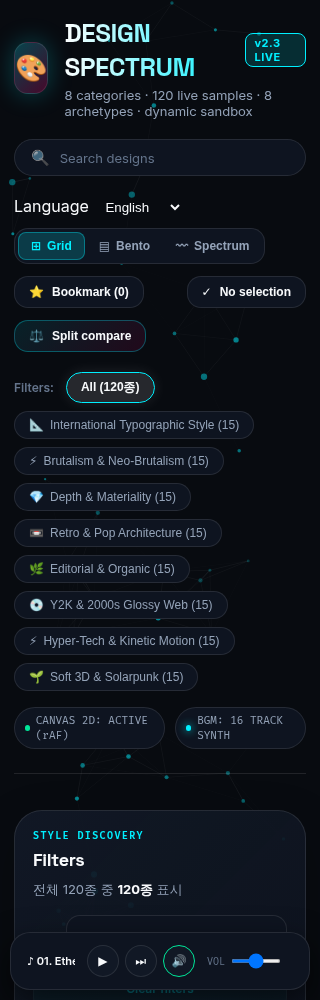 DESIGN
SPECTRUM
v2.3
LIVE
8 categories · 120 live samples · 8
archetypes · dynamic sandbox
Search designs
Language English
Grid Bento Spectrum
Bookmark (0) ✓ No selection
Split compare
Filters: All (120종)
International Typographic Style (15)
Brutalism & Neo-Brutalism (15)
Depth & Materiality (15)
Retro & Pop Architecture (15)
Editorial & Organic (15)
Y2K & 2000s Glossy Web (15)
Hyper-Tech & Kinetic Motion (15)
Soft 3D & Solarpunk (15)
CANVAS 2D: ACTIVE
(rAF)
BGM: 16 TRACK
SYNTH
STYLE DISCOVERY
Filters
전체 120종 중 120종 표시
♪ 01. Ethe
VOL
Clear filters